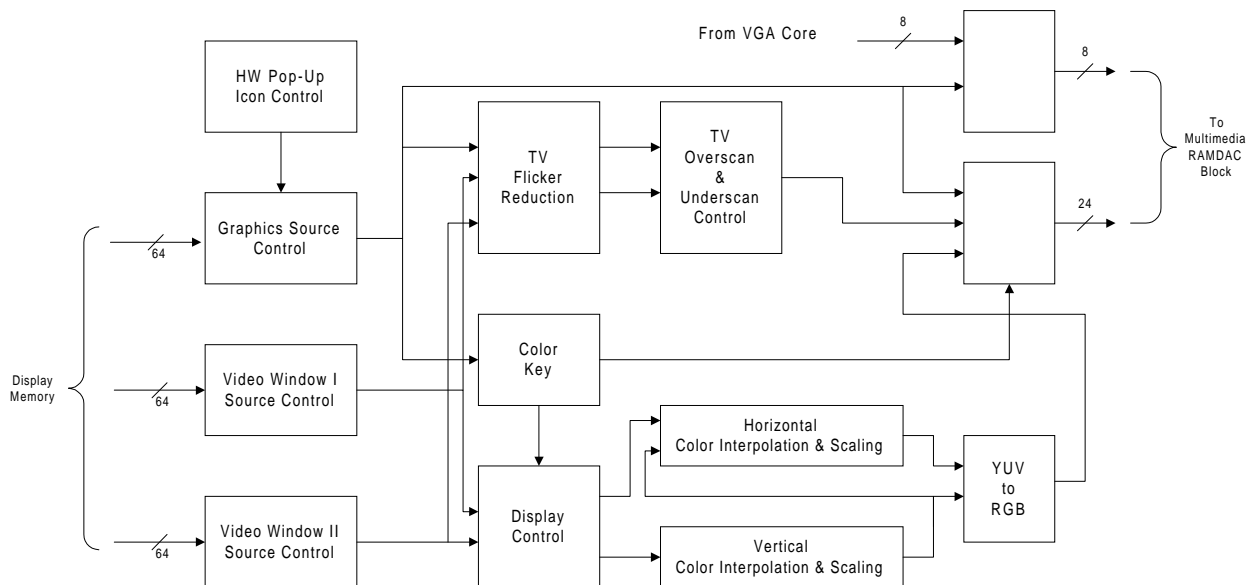 From VGA Core
8
8
HW Pop-Up
Icon Control
To
Multimedia
RAMDAC
Block
TV
Flicker
Reduction
TV
Overscan
&
Underscan
Control
24
Graphics Source
Control
64
Display
Memory
Video Window I
Source Control
64
Color
Key
Horizontal
Color Interpolation & Scaling
YUV
to
RGB
Video Window II
Source Control
64
Display
Control
Vertical
Color Interpolation & Scaling